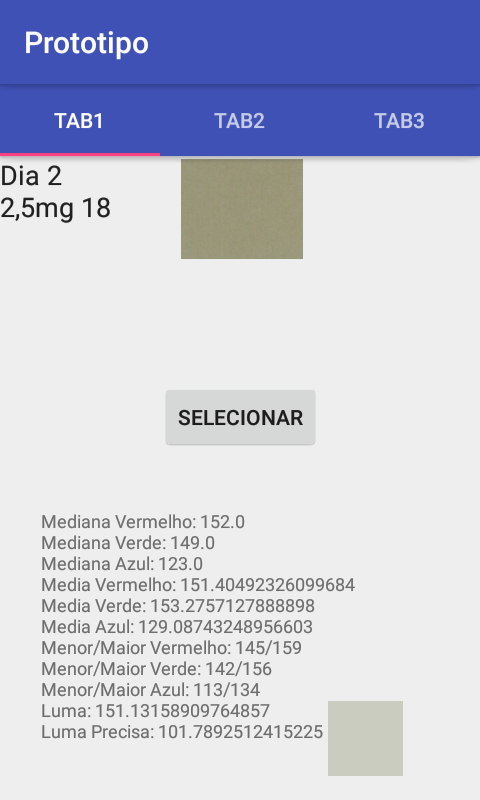 Prototipo
TAB1 TAB2 TAB3
Dia 2
2,5mg 18
SELECIONAR
Mediana Vermelho: 152.0
Mediana Verde: 149.0
Mediana Azul: 123.0
Media Vermelho: 151.40492326099684
Media Verde: 153.2757127888898
Media Azul: 129.08743248956603
Menor/Maior Vermelho: 145/159
Menor/Maior Verde: 142/156
Menor/Maior Azul: 113/134
Luma: 151.13158909764857
Luma Precisa: 101.7892512415225